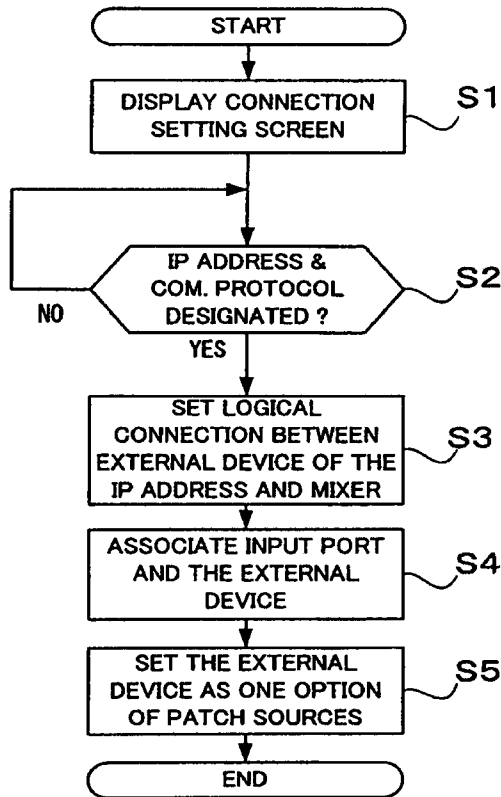 START
DISPLAY CONNECTION
SETTING SCREEN
S1
IP ADDRESS &
COM. PROTOCOL
DESIGNATED ?
S2
NO
YES
SET LOGICAL
CONNECTION BETWEEN
EXTERNAL DEVICE OF THE
IP ADDRESS AND MIXER
S3
ASSOCIATE INPUT PORT
AND THE EXTERNAL
DEVICE
S4
SET THE EXTERNAL
DEVICE AS ONE OPTION
OF PATCH SOURCES
S5
END